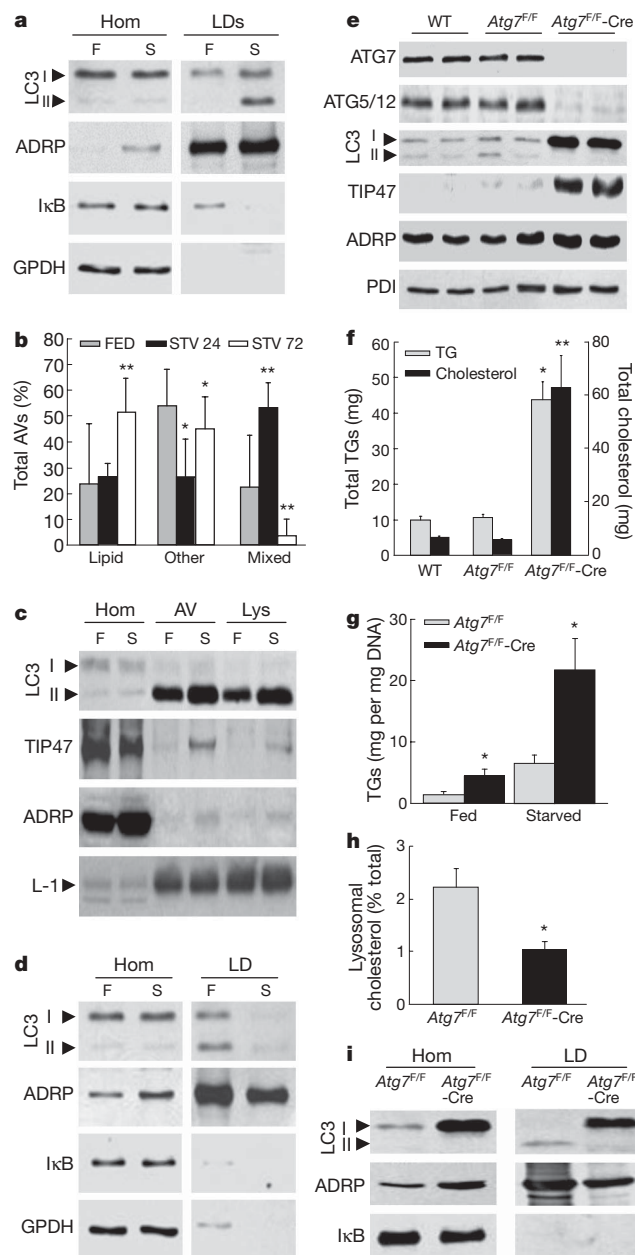 a
Hom LDs
F S F S
LC3 I
II
ADRP
IκB
GPDH
b
FED STV 24 STV 72
Total AVs (%)
80
70
60
50
40
30
20
10
0
** * ** * ** **
Lipid Other Mixed
c
Hom AV Lys
F S F S F S
LC3 I
II
TIP47
ADRP
L-1
d
Hom LD
F S F S
LC3 I
II
ADRP
IκB
GPDH
e
WT Atg7F/F Atg7F/F-Cre
ATG7
ATG5/12
LC3 I
II
TIP47
ADRP
PDI
f
TG
Cholesterol
* **
Total TGs (mg)
60
50
40
30
20
10
0
Total cholesterol (mg)
80
60
40
20
0
WT Atg7F/F Atg7F/F-Cre
g
Atg7F/F
Atg7F/F-Cre
* *
TGs (mg per mg DNA)
30
20
10
0
Fed Starved
h
Lysosomal cholesterol (% total)
3
2
1
0
*
Atg7F/F Atg7F/F-Cre
i
Hom LD
Atg7F/F Atg7F/F -Cre Atg7F/F Atg7F/F -Cre
LC3 I
II
ADRP
IκB